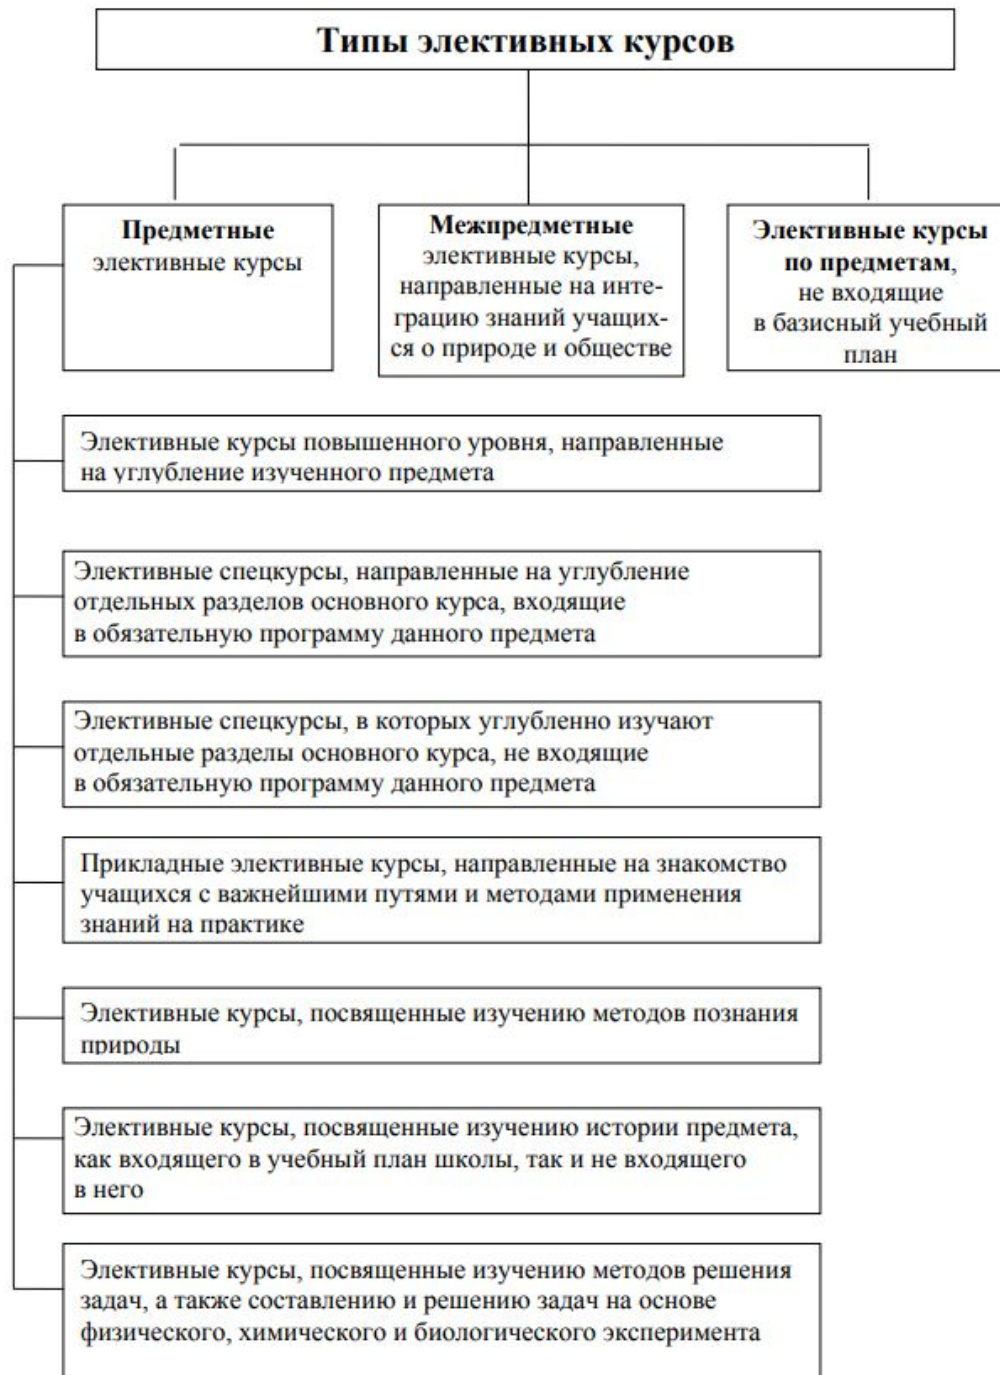 Типы элективных курсов
Предметные
элективные курсы
Межпредметные
элективные курсы,
направленные на инте-
грацию знаний учащих-
ся о природе и обществе
Элективные курсы
по предметам,
не входящие
в базисный учебный
план
Элективные курсы повышенного уровня, направленные
на углубление изученного предмета
Элективные спецкурсы, направленные на углубление
отдельных разделов основного курса, входящие
в обязательную программу данного предмета
Элективные спецкурсы, в которых углубленно изучают
отдельные разделы основного курса, не входящие
в обязательную программу данного предмета
Прикладные элективные курсы, направленные на знакомство
учащихся с важнейшими путями и методами применения
знаний на практике
Элективные курсы, посвященные изучению методов познания
природы
Элективные курсы, посвященные изучению истории предмета,
как входящего в учебный план школы, так и не входящего
в него
Элективные курсы, посвященные изучению методов решения
задач, а также составлению и решению задач на основе
физического, химического и биологического эксперимента